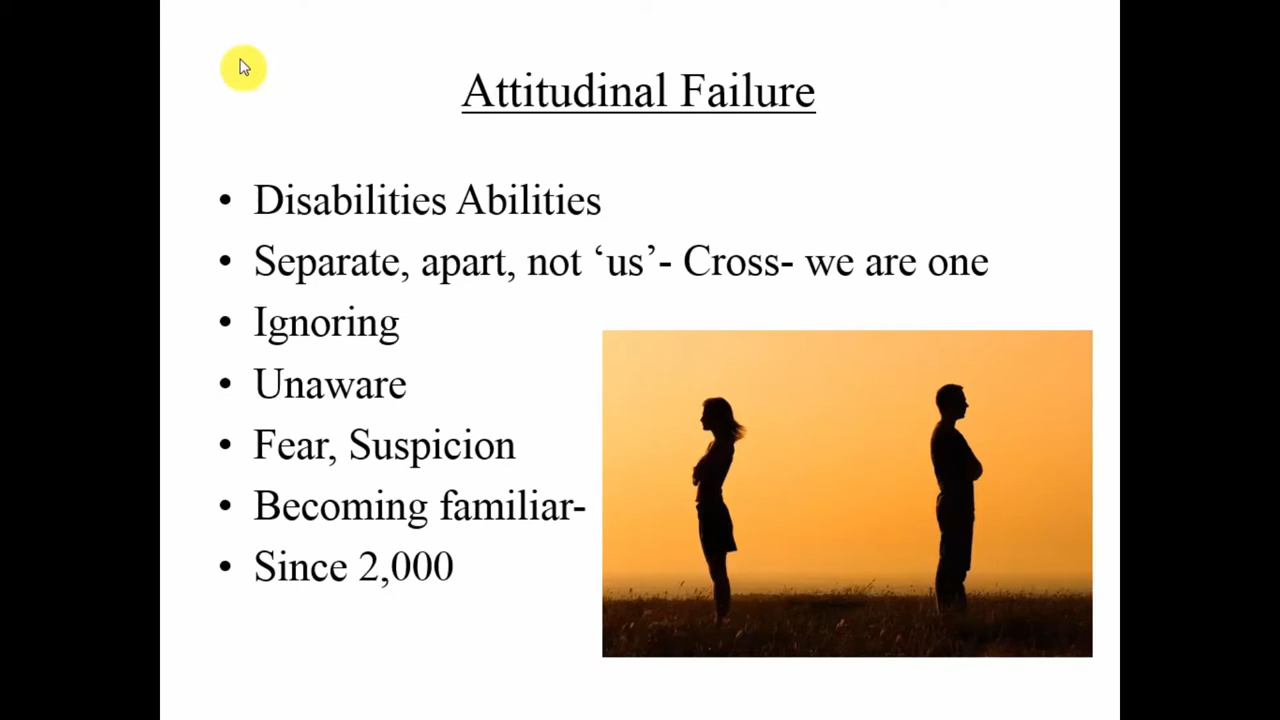 Attitudinal Failure
• Disabilities Abilities
• Separate, apart, not ‘us’- Cross- we are one
• Ignoring
• Unaware
• Fear, Suspicion
• Becoming familiar-
• Since 2,000